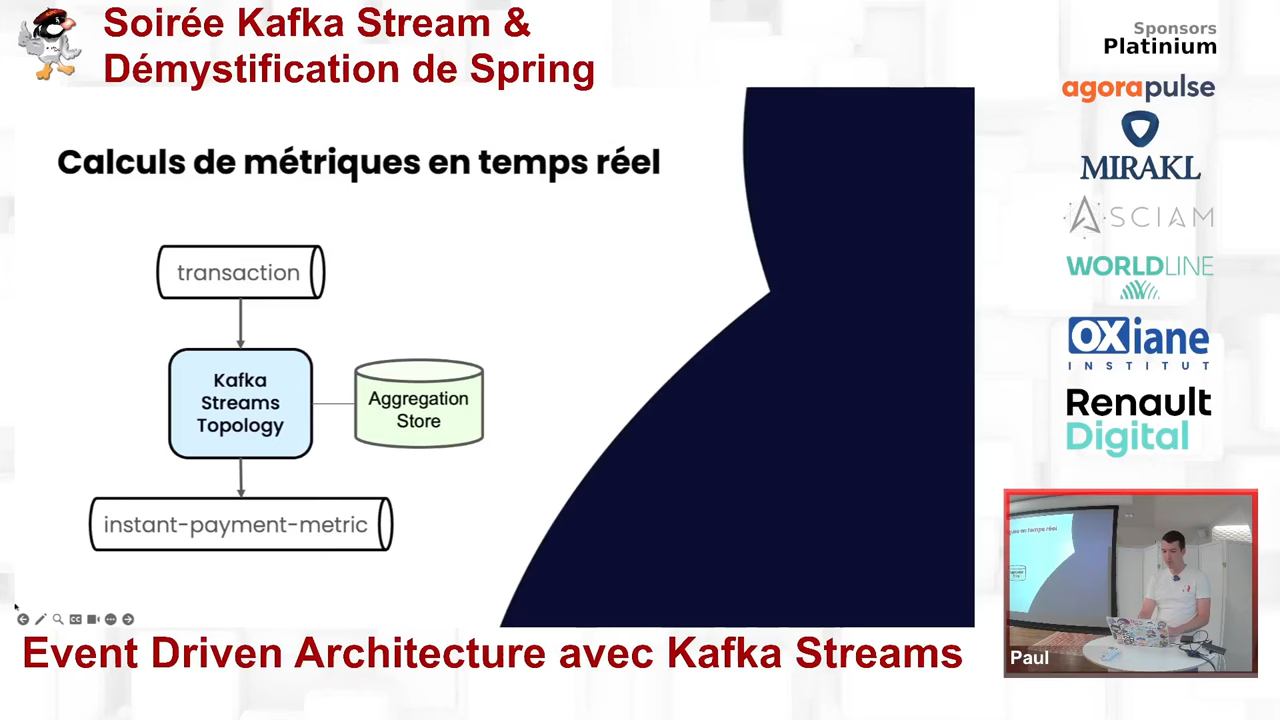 Soirée Kafka Stream &
Démystification de Spring
Sponsors
Platinium
agorapulse
MIRAKL
ASCIAM
WORLDLINE
OXiane
INSTITUT
Renault
Digital
Calculs de métriques en temps réel
transaction
Kafka
Streams
Topology
Aggregation
Store
instant-payment-metric
Event Driven Architecture avec Kafka Streams
Paul